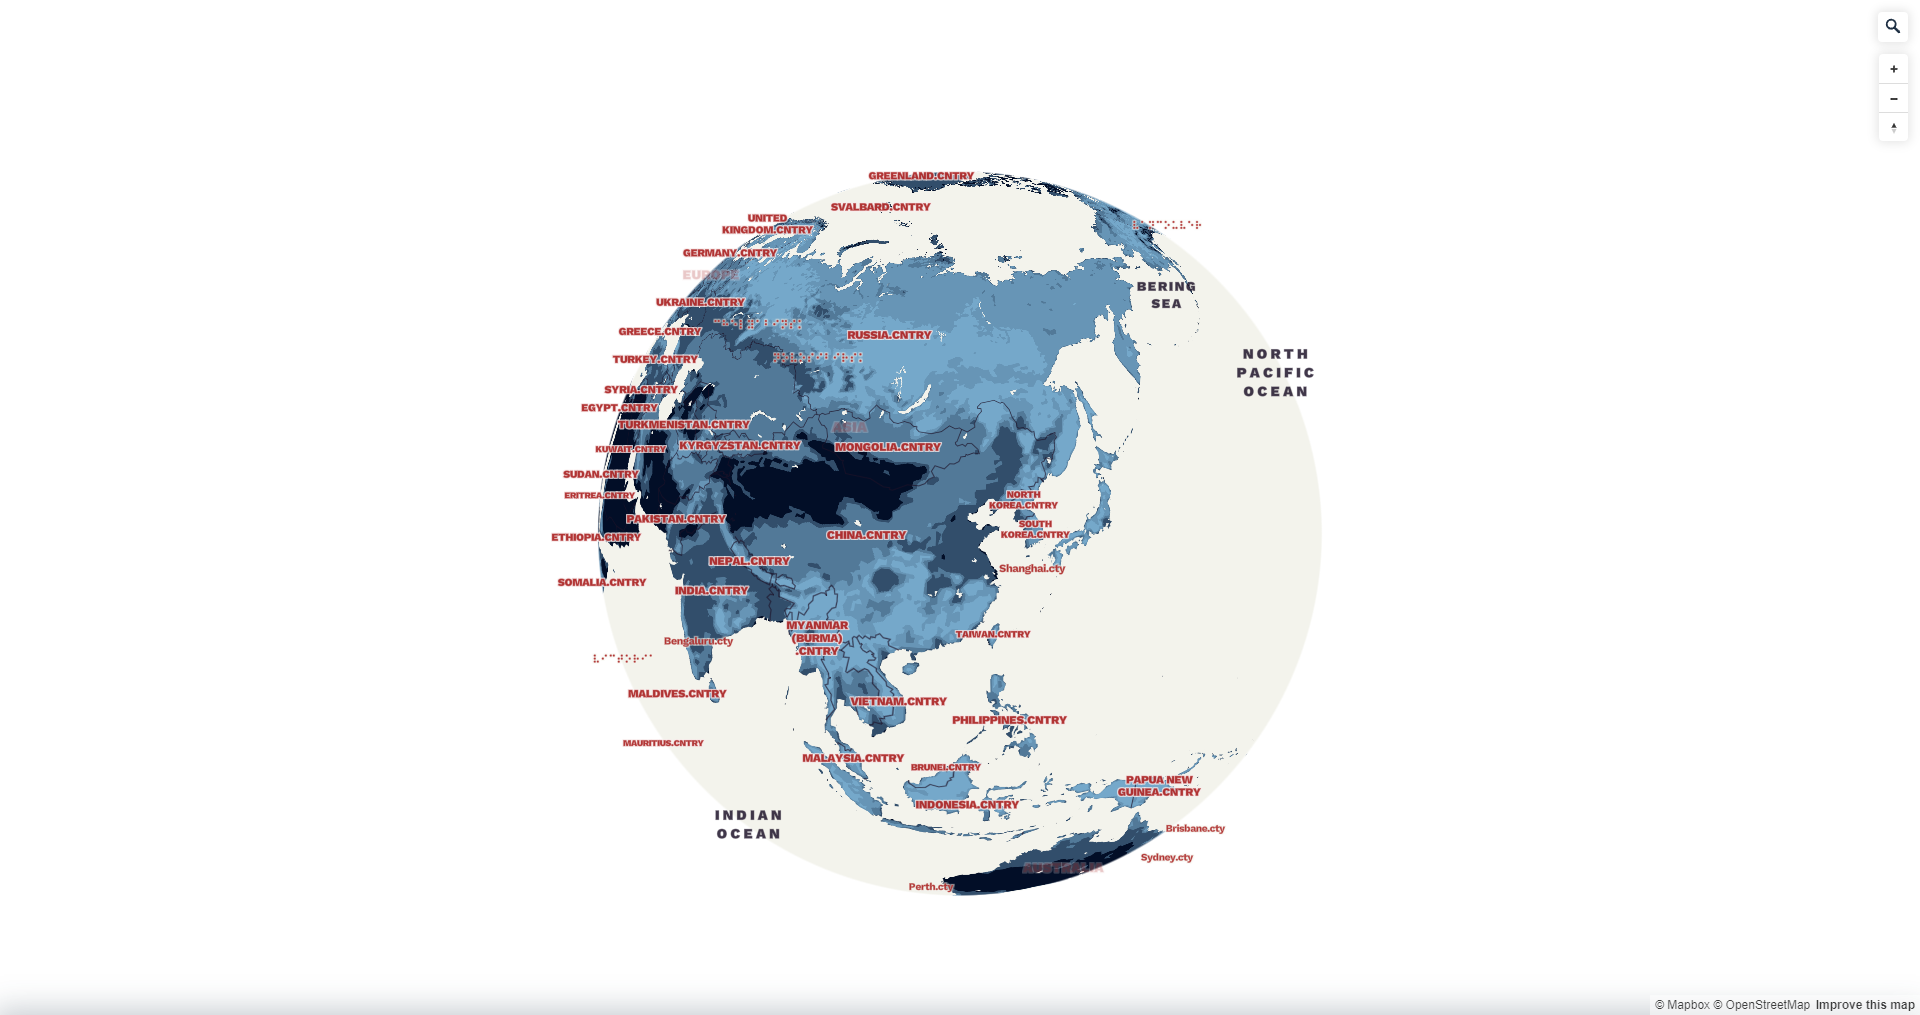 GREENLAND.CNTRY
SVALBARD.CNTRY
UNITED
KINGDOM.CNTRY
GERMANY.CNTRY
EUROPE
BERING
SEA
UKRAINE.CNTRY
GREECE.CNTRY
RUSSIA.CNTRY
NORTH
PACIFIC
OCEAN
TURKEY.CNTRY
SYRIA.CNTRY
EGYPT.CNTRY
TURKMENISTAN.CNTRY
ASIA
KUWAIT.CNTRY
KYRGYZSTAN.CNTRY
MONGOLIA.CNTRY
SUDAN.CNTRY
ERITREA.CNTRY
NORTH
KOREA.CNTRY
PAKISTAN.CNTRY
SOUTH
KOREA.CNTRY
ETHIOPIA.CNTRY
CHINA.CNTRY
NEPAL.CNTRY
Shanghai.cty
SOMALIA.CNTRY
INDIA.CNTRY
MYANMAR
(BURMA)
.CNTRY
TAIWAN.CNTRY
Bengaluru.cty
MALDIVES.CNTRY
VIETNAM.CNTRY
PHILIPPINES.CNTRY
MAURITIUS.CNTRY
MALAYSIA.CNTRY
BRUNEI.CNTRY
PAPUA NEW
GUINEA.CNTRY
INDONESIA.CNTRY
INDIAN
OCEAN
Brisbane.cty
Sydney.cty
AUSTRALIA
Perth.cty
© Mapbox © OpenStreetMap Improve this map